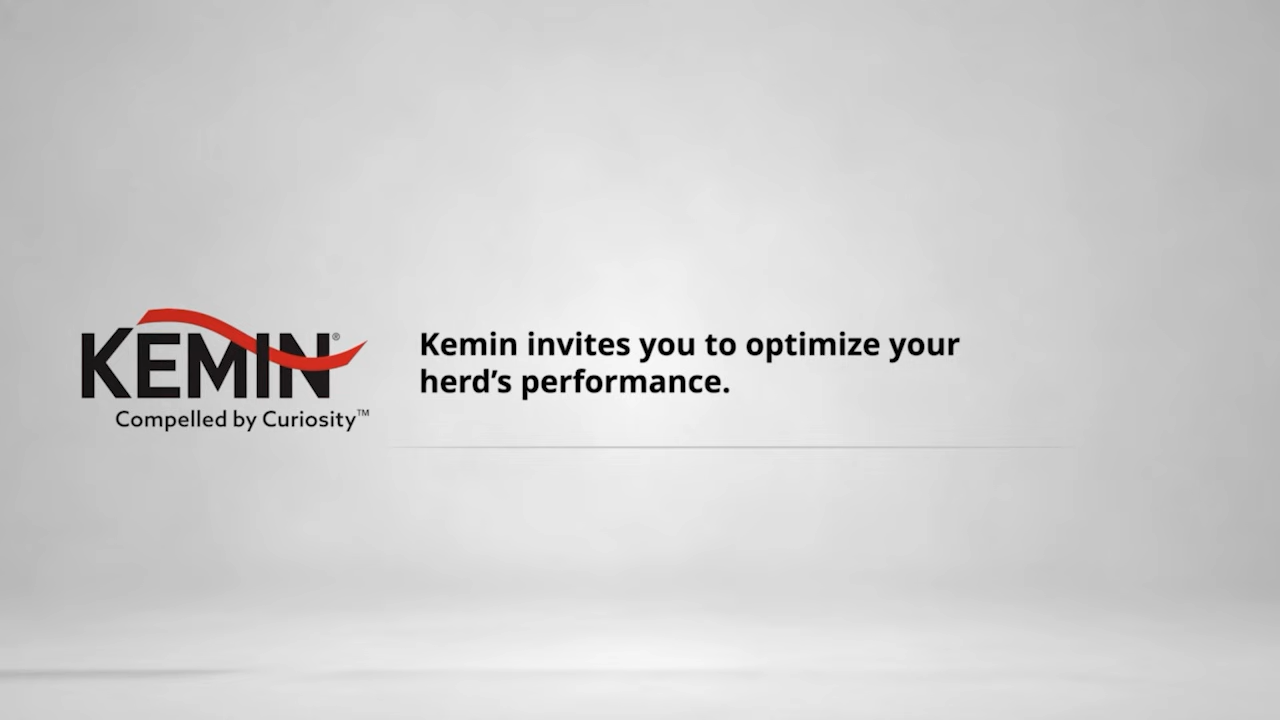 KEMIN®
Compelled by Curiosity™
Kemin invites you to optimize your
herd’s performance.